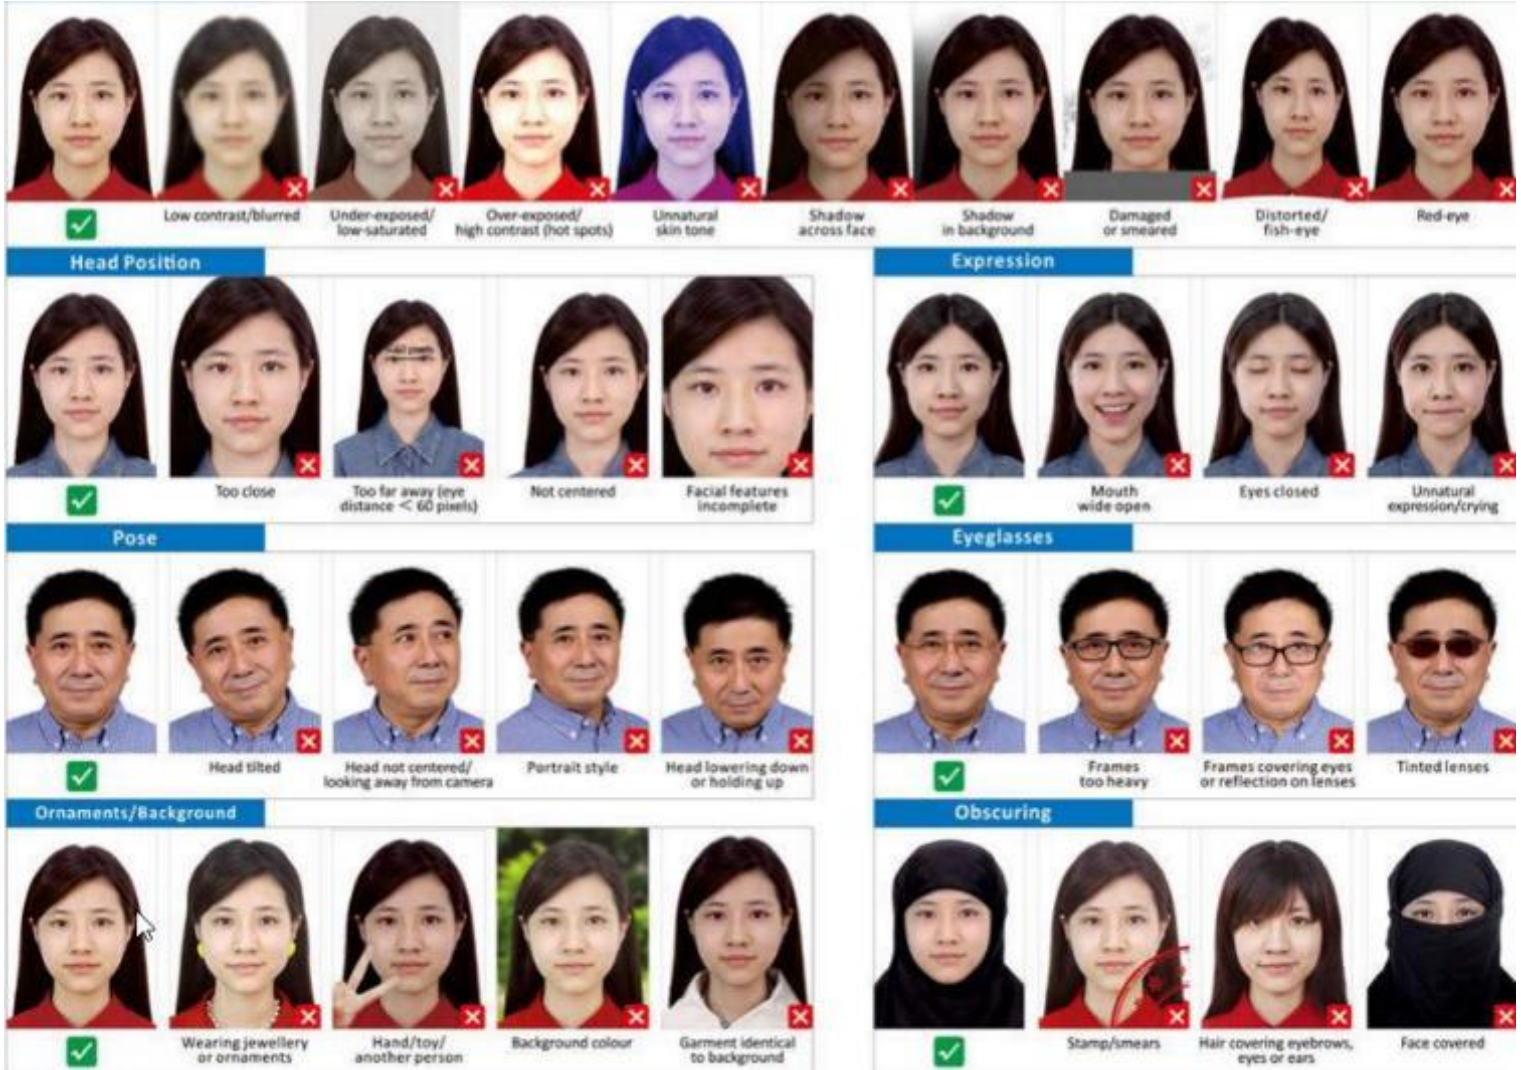 Low contrast/blurred
Under-exposed/
low-saturated
Over-exposed/
high contrast (hot spots)
Unnatural
skin tone
Shadow
across face
Shadow
in background
Damaged
or smeared
Distorted/
fish-eye
Red-eye
Head Position
Too close
Too far away (eye
distance < 60 pixels)
Not centered
Facial features
incomplete
Expression
Mouth
wide open
Eyes closed
Unnatural
expression/crying
Pose
Head tilted
Head not centered/
looking away from camera
Portrait style
Head lowering down
or holding up
Eyeglasses
Frames
too heavy
Frames covering eyes
or reflection on lenses
Tinted lenses
Ornaments/Background
Wearing jewellery
or ornaments
Hand/toy/
another person
Background colour
Garment identical
to background
Obscuring
Stamp/smears
Hair covering eyebrows,
eyes or ears
Face covered